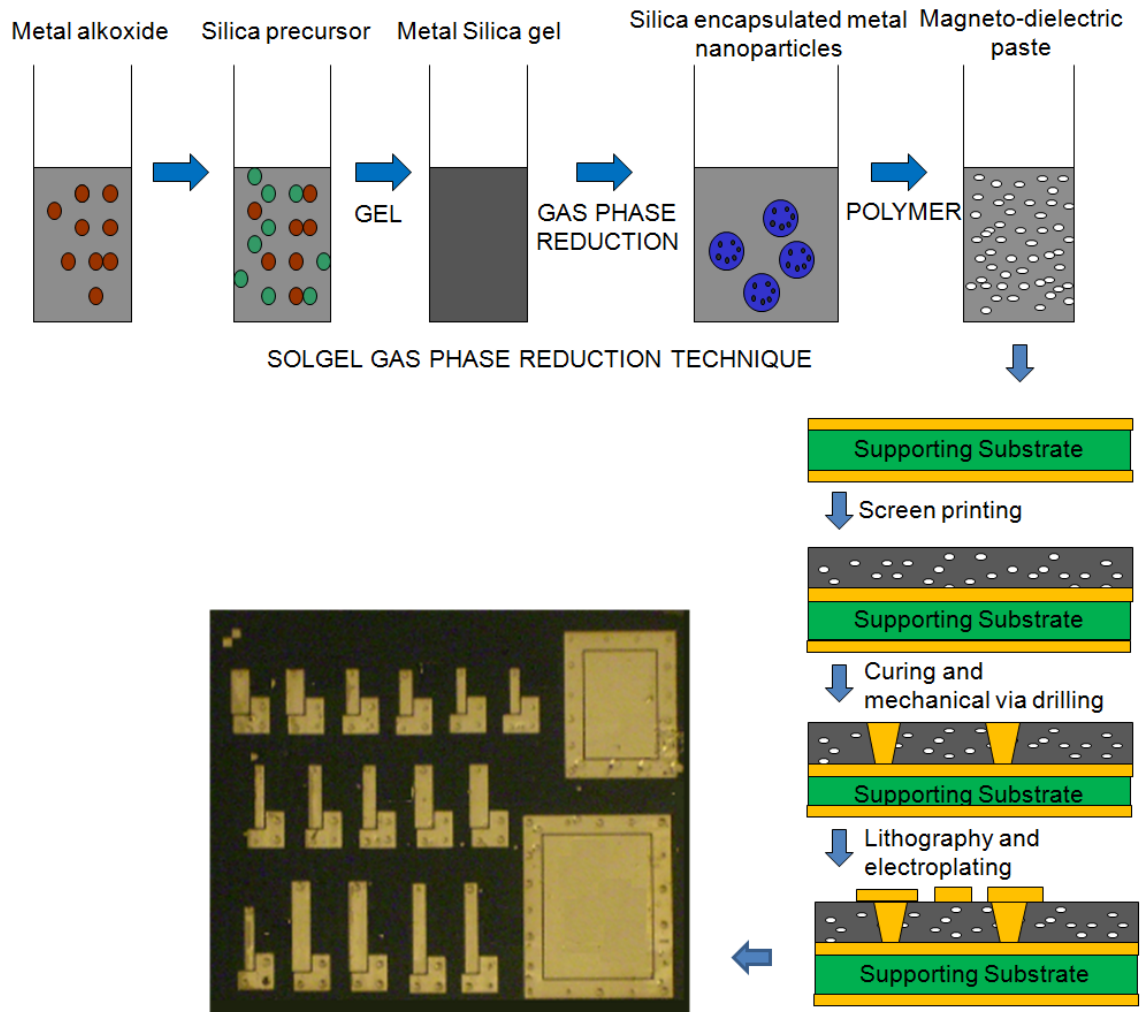 Metal alkoxide
Silica precursor
Metal Silica gel
Silica encapsulated metal
nanoparticles
Magneto-dielectric
paste
GEL
GAS PHASE
REDUCTION
POLYMER
SOLGEL GAS PHASE REDUCTION TECHNIQUE
Supporting Substrate
Screen printing
Supporting Substrate
Curing and
mechanical via drilling
Supporting Substrate
Lithography and
electroplating
Supporting Substrate